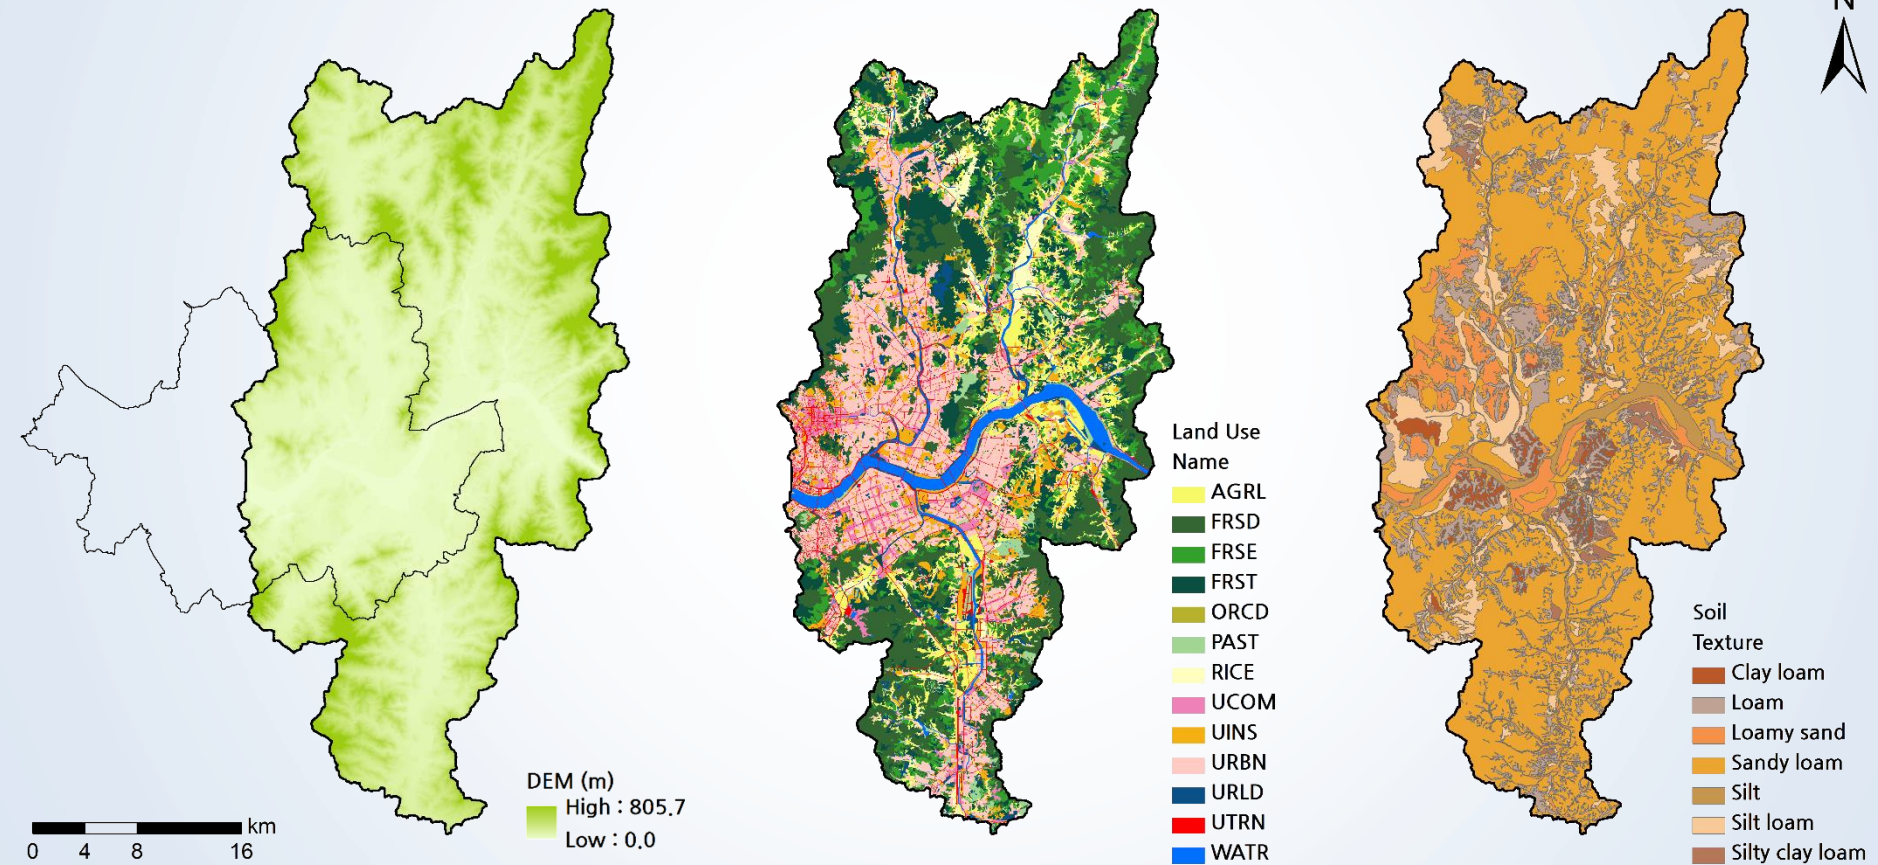 N
DEM (m)
High : 805.7
Low : 0.0
km
0 4 8 16
Land Use
Name
AGRL
FRSD
FRSE
FRST
ORCD
PAST
RICE
UCOM
UINS
URBN
URLD
UTRN
WATR
Soil
Texture
Clay loam
Loam
Loamy sand
Sandy loam
Silt
Silt loam
Silty clay loam